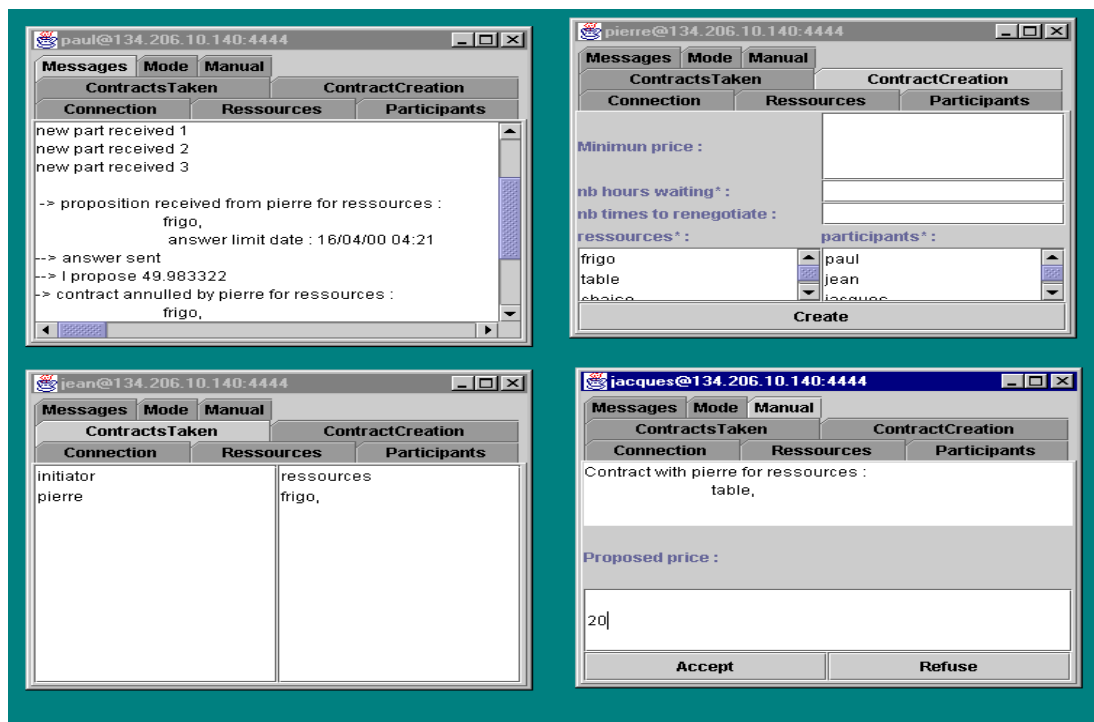 paul@134.206.10.140:4444
Messages Mode Manual
ContractsTaken ContractCreation
Connection Ressources Participants
new part received 1
new part received 2
new part received 3
-> proposition received from pierre for ressources :
frigo,
answer limit date : 16/04/00 04:21
--> answer sent
--> I propose 49.983322
-> contract annulled by pierre for ressources :
frigo,
pierre@134.206.10.140:4444
Messages Mode Manual
ContractsTaken ContractCreation
Connection Ressources Participants
Minimun price :
nb hours waiting* :
nb times to renegotiate :
ressources* : participants* :
frigo paul
table jean
jacques
Create
jean@134.206.10.140:4444
Messages Mode Manual
ContractsTaken ContractCreation
Connection Ressources Participants
initiator ressources
pierre frigo,
jacques@134.206.10.140:4444
Messages Mode Manual
ContractsTaken ContractCreation
Connection Ressources Participants
Contract with pierre for ressources :
table,
Proposed price :
20
Accept Refuse